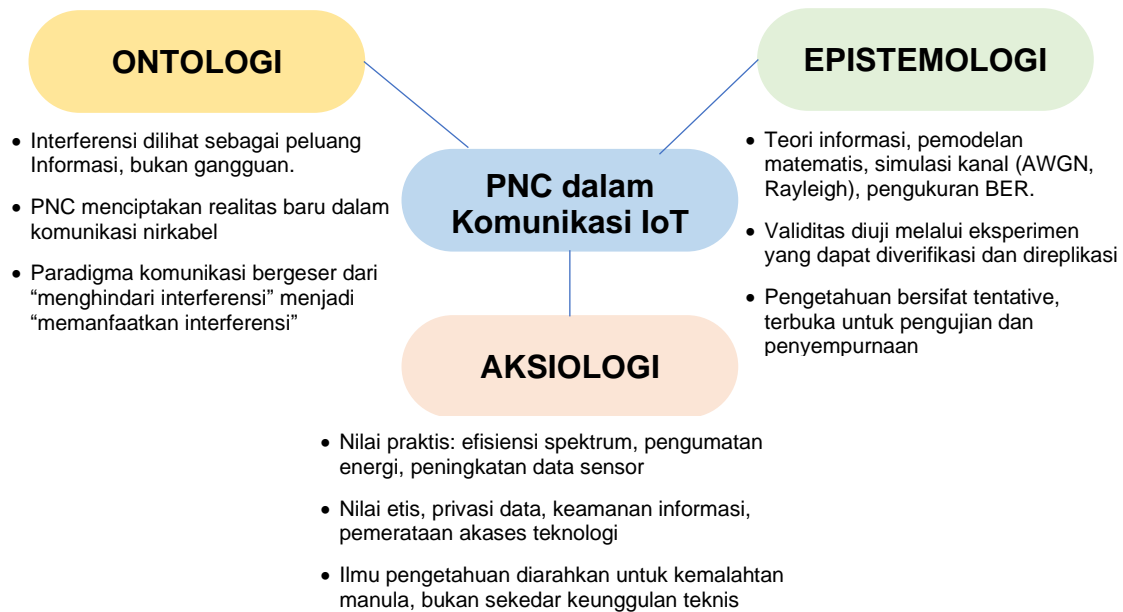 ONTOLOGI
• Interferensi dilihat sebagai peluang
Informasi, bukan gangguan.
• PNC menciptakan realitas baru dalam
komunikasi nirkabel
• Paradigma komunikasi bergeser dari
“menghindari interferensi” menjadi
“memanfaatkan interferensi”
EPISTEMOLOGI
• Teori informasi, pemodelan
matematis, simulasi kanal (AWGN,
Rayleigh), pengukuran BER.
• Validitas diuji melalui eksperimen
yang dapat diverifikasi dan direplikasi
• Pengetahuan bersifat tentative,
terbuka untuk pengujian dan
penyempurnaan
PNC dalam
Komunikasi IoT
AKSIOLOGI
• Nilai praktis: efisiensi spektrum, pengumatan
energi, peningkatan data sensor
• Nilai etis, privasi data, keamanan informasi,
pemerataan akases teknologi
• Ilmu pengetahuan diarahkan untuk kemalahtan
manula, bukan sekedar keunggulan teknis